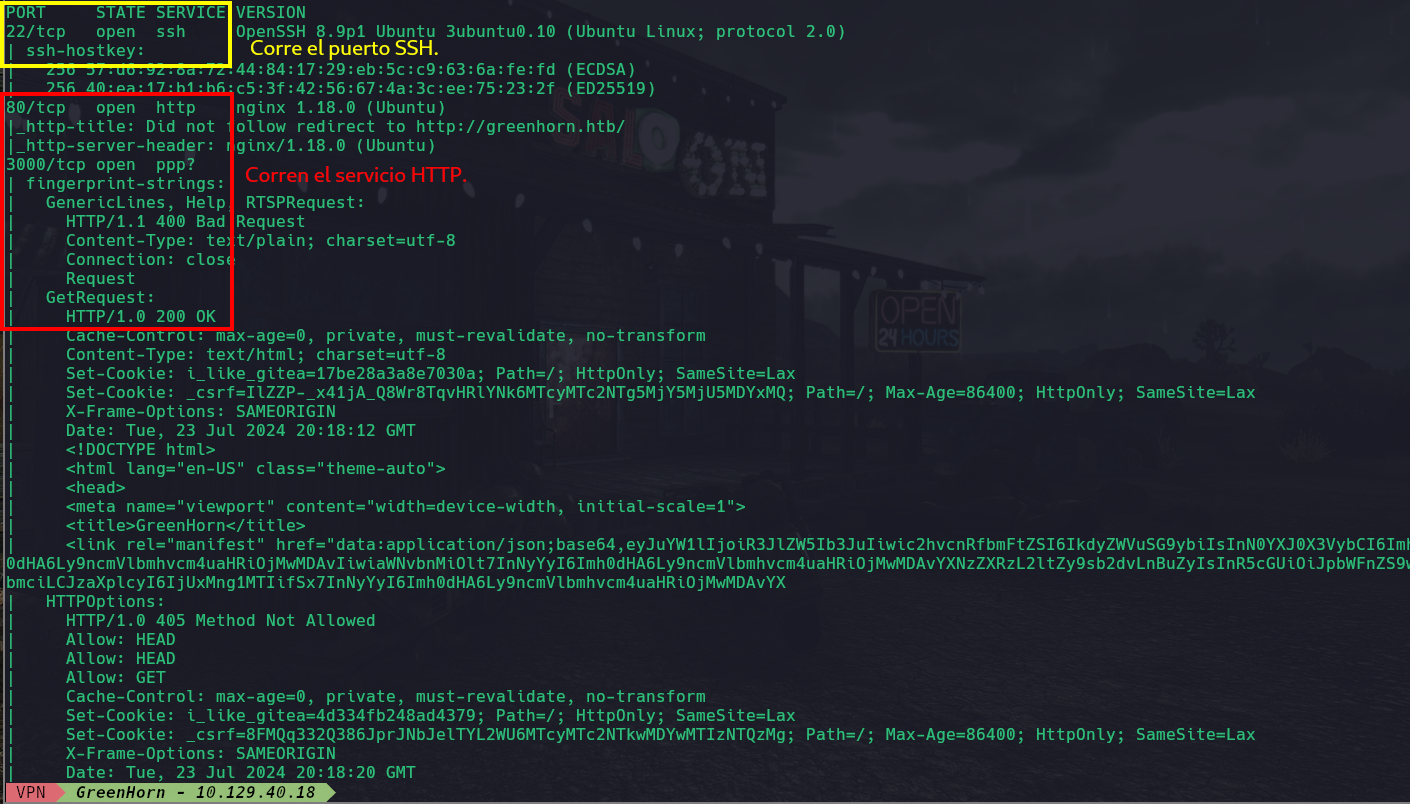 PORT     STATE SERVICE VERSION
22/tcp   open  ssh     OpenSSH 8.9p1 Ubuntu 3ubuntu0.10 (Ubuntu Linux; protocol 2.0)
| ssh-hostkey:
Corre el puerto SSH.
|   256 57:d6:92:8a:72:44:84:17:29:eb:5c:c9:63:6a:fe:fd (ECDSA)
|   256 40:ea:17:b1:b6:c5:3f:42:56:67:4a:3c:ee:75:23:2f (ED25519)
80/tcp   open  http    nginx 1.18.0 (Ubuntu)
|_http-title: Did not follow redirect to http://greenhorn.htb/
|_http-server-header: nginx/1.18.0 (Ubuntu)
3000/tcp open  ppp?
Corren el servicio HTTP.
| fingerprint-strings:
|   GenericLines, Help, RTSPRequest:
|     HTTP/1.1 400 Bad Request
|     Content-Type: text/plain; charset=utf-8
|     Connection: close
|     Request
|   GetRequest:
|     HTTP/1.0 200 OK
|     Cache-Control: max-age=0, private, must-revalidate, no-transform
|     Content-Type: text/html; charset=utf-8
|     Set-Cookie: i_like_gitea=17be28a3a8e7030a; Path=/; HttpOnly; SameSite=Lax
|     Set-Cookie: _csrf=IlZZP-_x41jA_Q8Wr8TqvHRlYNk6MTcyMTc2NTg5MjY5MjU5MDYxMQ; Path=/; Max-Age=86400; HttpOnly; SameSite=Lax
|     X-Frame-Options: SAMEORIGIN
|     Date: Tue, 23 Jul 2024 20:18:12 GMT
|     <!DOCTYPE html>
|     <html lang="en-US" class="theme-auto">
|     <head>
|     <meta name="viewport" content="width=device-width, initial-scale=1">
|     <title>GreenHorn</title>
|     <link rel="manifest" href="data:application/json;base64,eyJuYW1lIjoiR3JlZW5Ib3JuIiwic2hvcnRfbmFtZSI6IkdyZWVuSG9ybiIsInN0YXJ0X3VybCI6Imh
0dHA6Ly9ncmVlbmhvcm4uaHRiOjMwMDAvIiwiaWNvbnMiOlt7InNyYyI6Imh0dHA6Ly9ncmVlbmhvcm4uaHRiOjMwMDAvYXNzZXRzL2ltZy9sb2dvLnBuZyIsInR5cGUiOiJpbWFnZS9w
bmciLCJzaXplcyI6IjUxMng1MTIifSx7InNyYyI6Imh0dHA6Ly9ncmVlbmhvcm4uaHRiOjMwMDAvYX
|   HTTPOptions:
|     HTTP/1.0 405 Method Not Allowed
|     Allow: HEAD
|     Allow: HEAD
|     Allow: GET
|     Cache-Control: max-age=0, private, must-revalidate, no-transform
|     Set-Cookie: i_like_gitea=4d334fb248ad4379; Path=/; HttpOnly; SameSite=Lax
|     Set-Cookie: _csrf=8FMQq332Q386JprJNbJelTYL2WU6MTcyMTc2NTkwMDYwMTIzNTQzMg; Path=/; Max-Age=86400; HttpOnly; SameSite=Lax
|     X-Frame-Options: SAMEORIGIN
|     Date: Tue, 23 Jul 2024 20:18:20 GMT
VPN GreenHorn - 10.129.40.18
SALOON
OPEN
24 HOURS